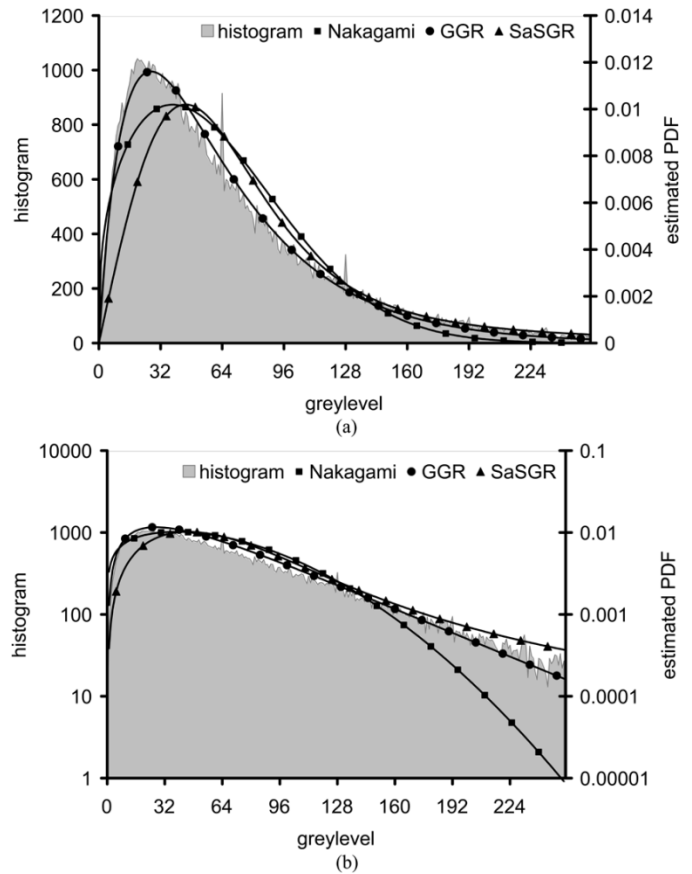 histogram Nakagami GGR SaSGR
1200 0.014
1000 0.012
800 0.01
600 0.008
400 0.006
200 0.004
0 0.002
0
histogram
estimated PDF
0 32 64 96 128 160 192 224
greylevel
(a)
histogram Nakagami GGR SaSGR
10000 0.1
1000 0.01
100 0.001
10 0.0001
1 0.00001
histogram
estimated PDF
0 32 64 96 128 160 192 224
greylevel
(b)